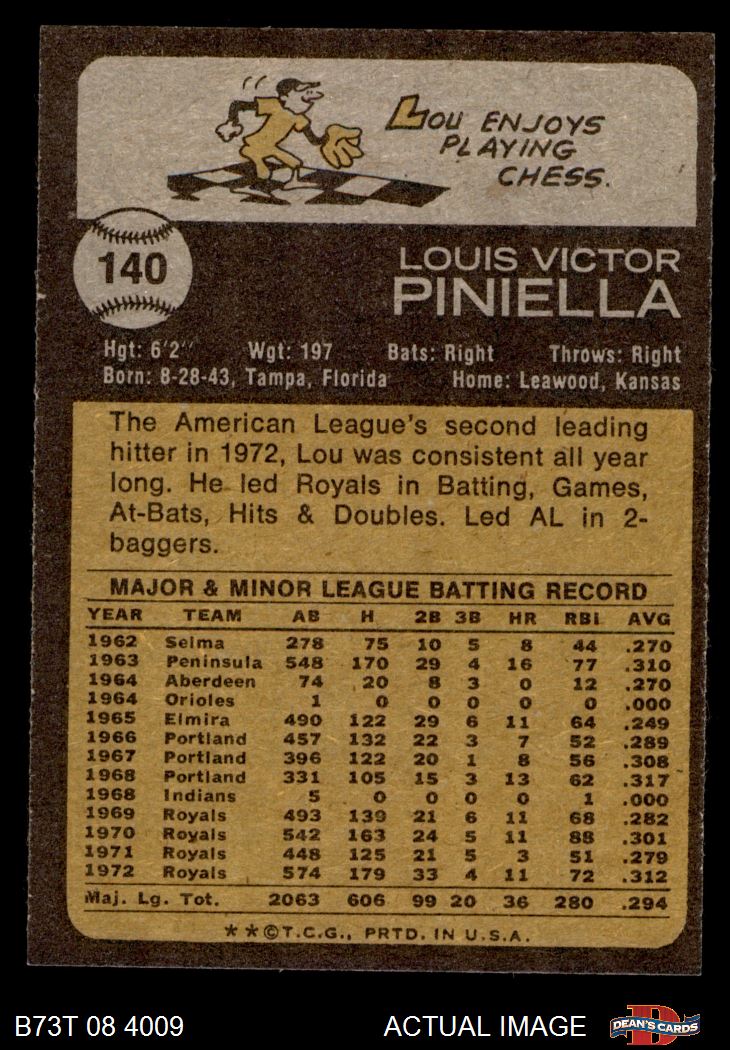 LOU ENJOYS
PLAYING
CHESS.
140
LOUIS VICTOR
PINIELLA
Hgt: 6'2" Wgt: 197 Bats: Right Throws: Right
Born: 8-28-43, Tampa, Florida Home: Leawood, Kansas
The American League's second leading
hitter in 1972, Lou was consistent all year
long. He led Royals in Batting, Games,
At-Bats, Hits & Doubles. Led AL in 2-
baggers.
MAJOR & MINOR LEAGUE BATTING RECORD
YEAR TEAM AB H 2B 3B HR RBI AVG
1962 Selma 278 75 10 5 8 44 .270
1963 Peninsula 548 170 29 4 16 77 .310
1964 Aberdeen 74 20 8 3 0 12 .270
1964 Orioles 1 0 0 0 0 0 .000
1965 Elmira 490 122 29 6 11 64 .249
1966 Portland 457 132 22 3 7 52 .289
1967 Portland 396 122 20 1 8 56 .308
1968 Portland 331 105 15 3 13 62 .317
1968 Indians 5 0 0 0 0 1 .000
1969 Royals 493 139 21 6 11 68 .282
1970 Royals 542 163 24 5 11 88 .301
1971 Royals 448 125 21 5 3 51 .279
1972 Royals 574 179 33 4 11 72 .312
Maj. Lg. Tot. 2063 606 99 20 36 280 .294
**©T.C.G., PRTD. IN U.S.A.
B73T 08 4009 ACTUAL IMAGE D DEAN'S CARDS